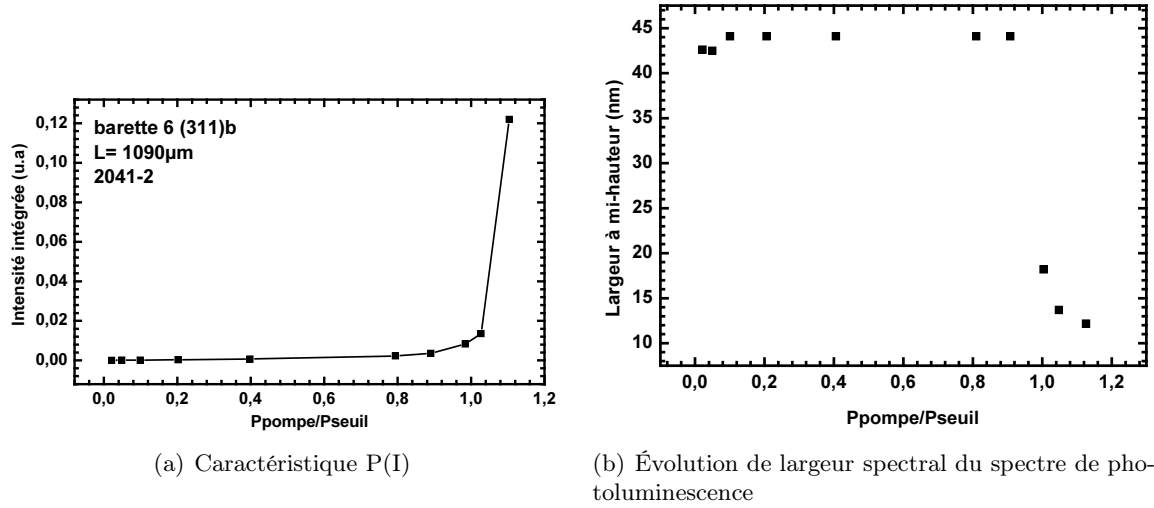 Intensité intégrée (u.a)
0,12
0,10
0,08
0,06
0,04
0,02
0,00
barette 6 (311)b
L= 1090µm
2041-2
0,0 0,2 0,4 0,6 0,8 1,0 1,2
Ppompe/Pseuil
(a) Caractéristique P(I)
Largeur à mi-hauteur (nm)
45
40
35
30
25
20
15
10
0,0 0,2 0,4 0,6 0,8 1,0 1,2
Ppompe/Pseuil
(b) Évolution de largeur spectral du spectre de pho-
toluminescence